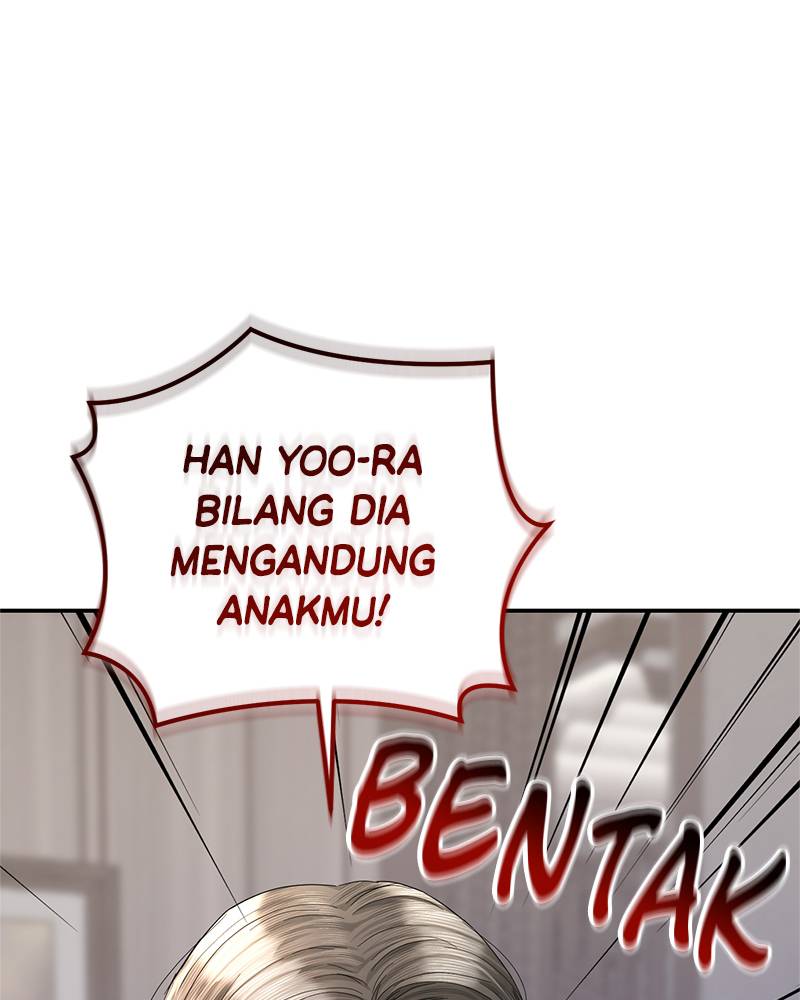 HAN YOO-RA
BILANG DIA
MENGANDUNG
ANAKMU!
BENTAK